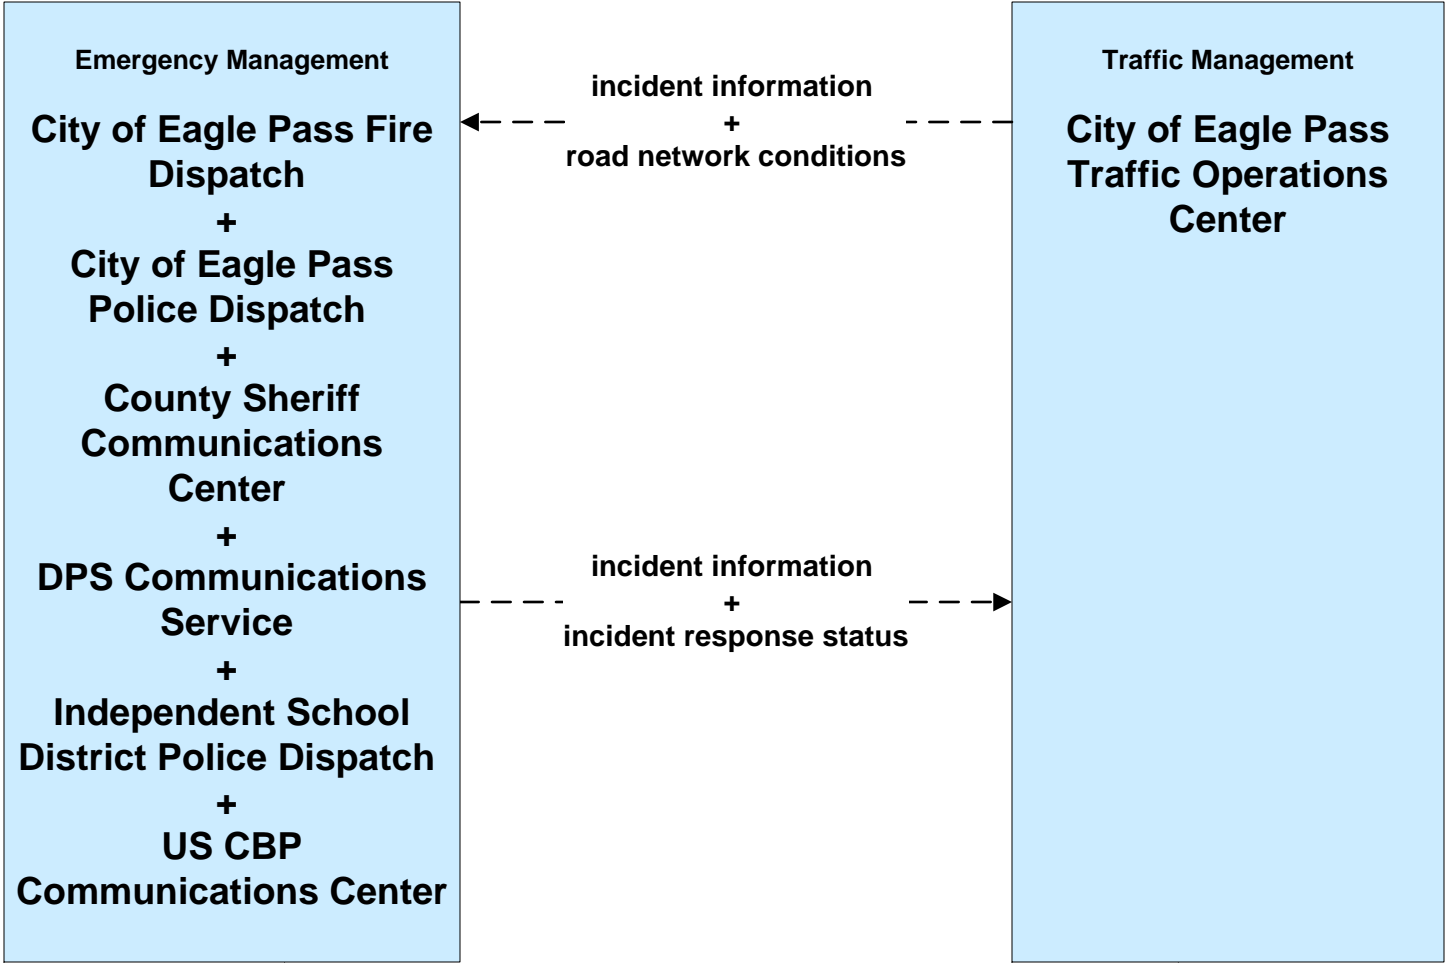 Emergency Management
City of Eagle Pass Fire
Dispatch
+
City of Eagle Pass
Police Dispatch
+
County Sheriff
Communications
Center
+
DPS Communications
Service
+
Independent School
District Police Dispatch
+
US CBP
Communications Center
incident information
+
road network conditions
incident information
+
incident response status
Traffic Management
City of Eagle Pass
Traffic Operations
Center